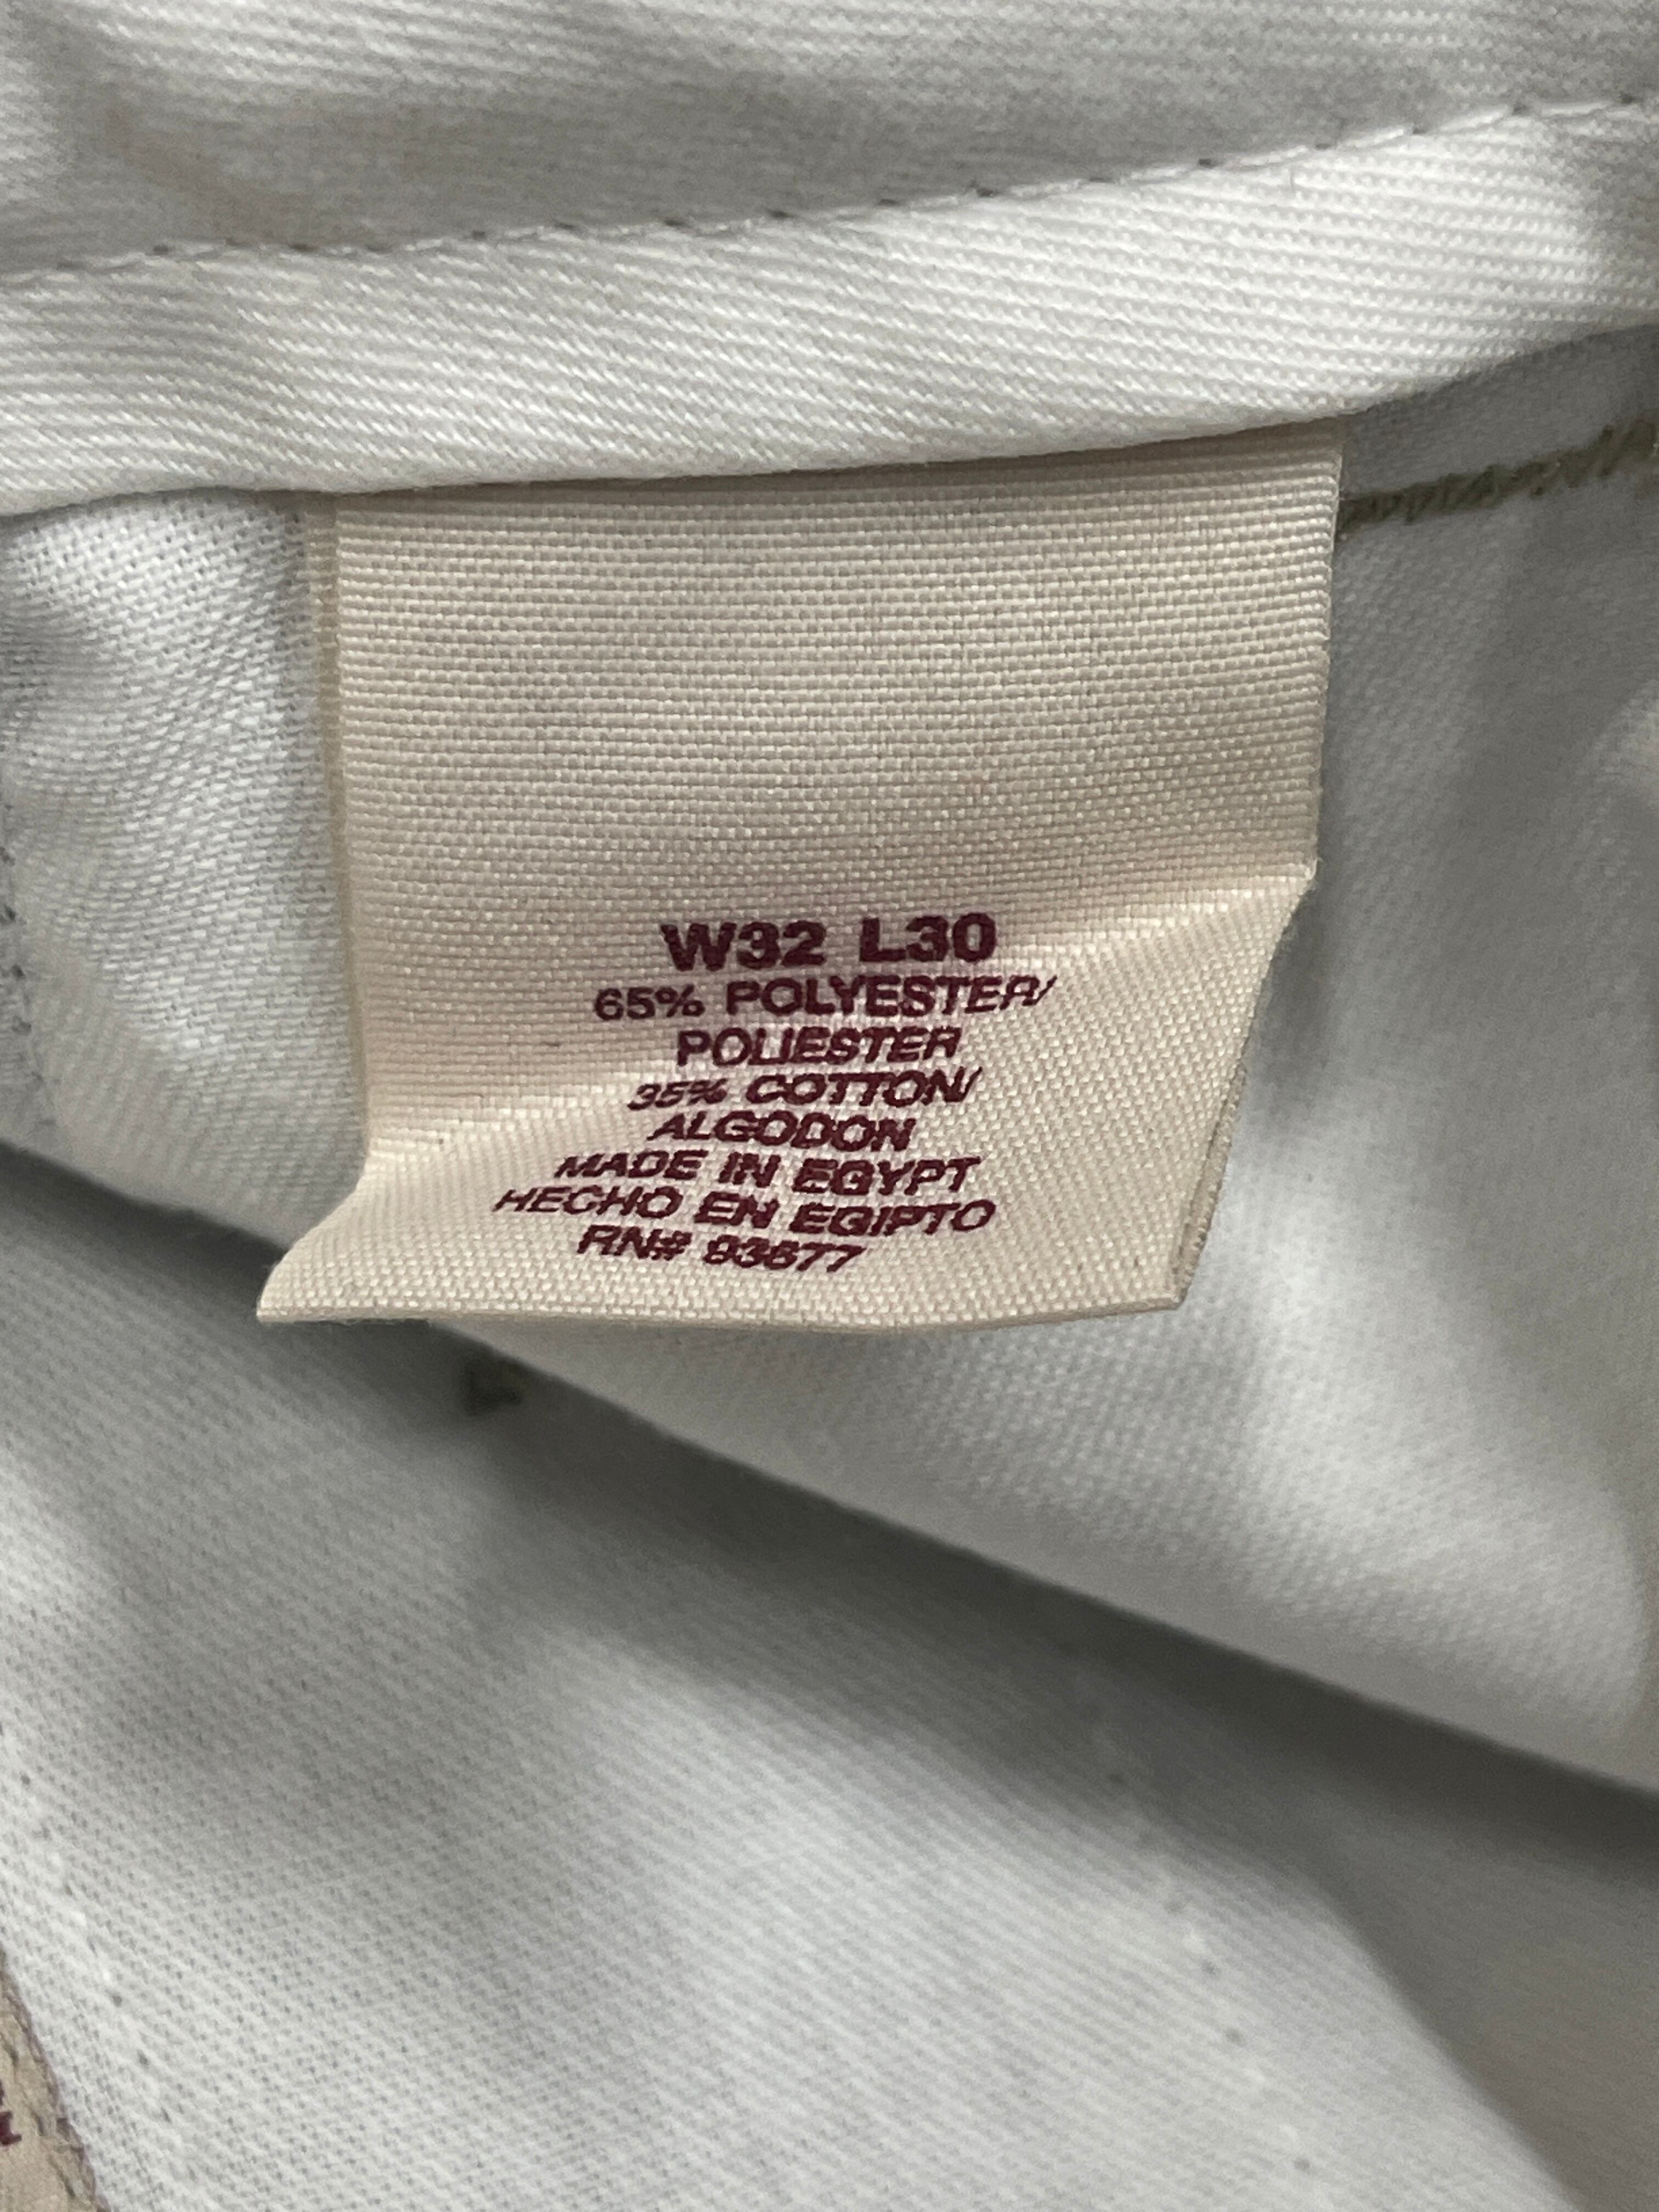 W32 L30
65% POLYESTER/
POLIESTER
35% COTTON/
ALGODON
MADE IN EGYPT
HECHO EN EGIPTO
RN# 93677